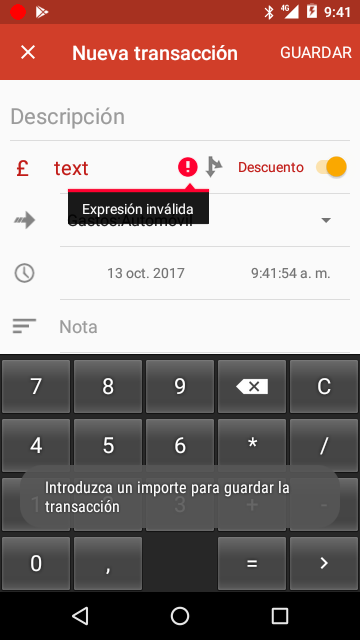 4G 9:41
Nueva transacción GUARDAR
Descripción
£ text Descuento
Expresión inválida
Gastos:Automóvil
13 oct. 2017 9:41:54 a. m.
Nota
7 8 9 C
4 5 6 * /
1 2 3 + -
Introduzca un importe para guardar la
transacción
0 , = >